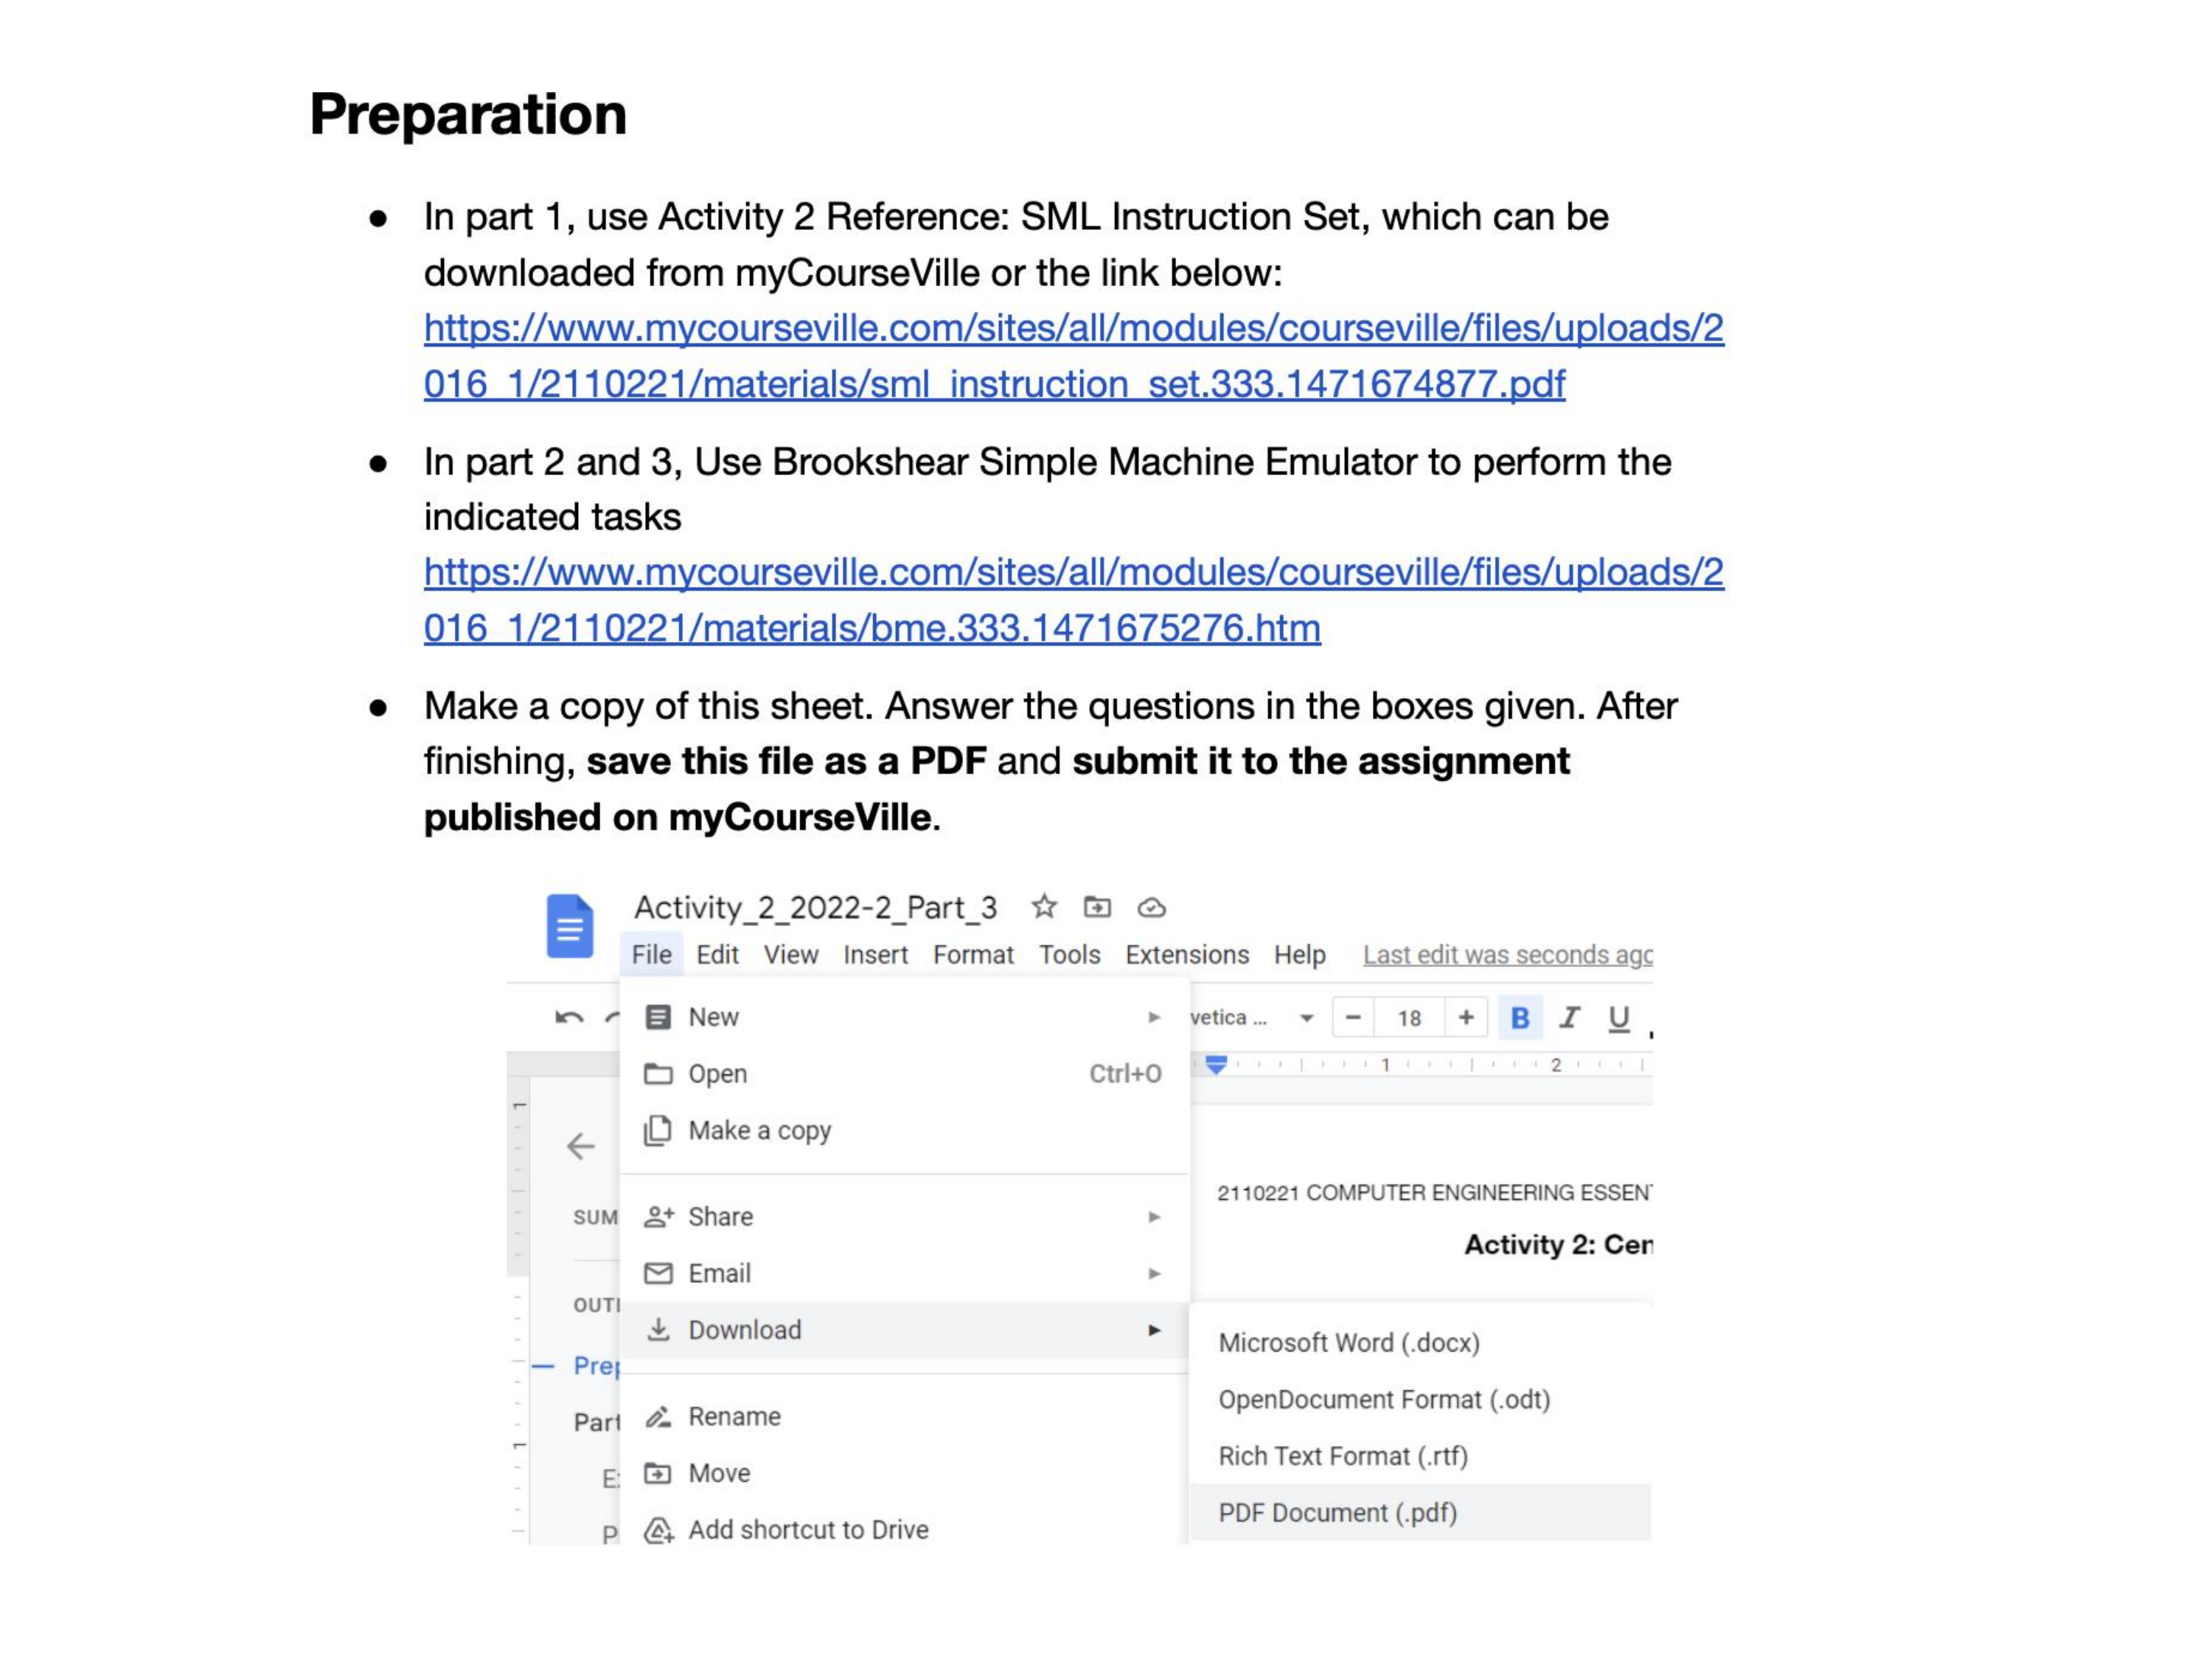 Preparation
● In part 1, use Activity 2 Reference: SML Instruction Set, which can be
downloaded from myCourseVille or the link below:
https://www.mycourseville.com/sites/all/modules/courseville/files/uploads/2
016_1/2110221/materials/sml_instruction_set.333.1471674877.pdf
● In part 2 and 3, Use Brookshear Simple Machine Emulator to perform the
indicated tasks
https://www.mycourseville.com/sites/all/modules/courseville/files/uploads/2
016_1/2110221/materials/bme.333.1471675276.htm
● Make a copy of this sheet. Answer the questions in the boxes given. After
finishing, save this file as a PDF and submit it to the assignment
published on myCourseVille.
Activity_2_2022-2_Part_3
File Edit View Insert Format Tools Extensions Help Last edit was seconds ago
New
vetica ... − 18 + B I U
Open Ctrl+O
1 2
Make a copy
2110221 COMPUTER ENGINEERING ESSEN
SUM
Share
Activity 2: Cen
Email
OUTL
Download
Microsoft Word (.docx)
Prep
OpenDocument Format (.odt)
Part
Rename
Rich Text Format (.rtf)
Move
PDF Document (.pdf)
P
Add shortcut to Drive